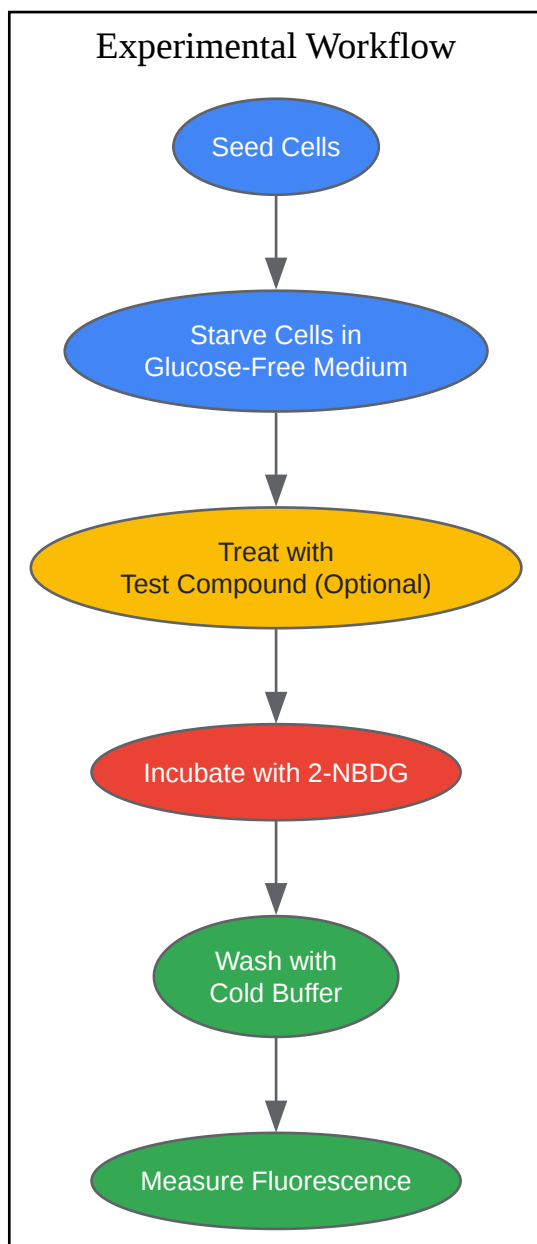 Experimental Workflow
Seed Cells
Starve Cells in
Glucose-Free Medium
Treat with
Test Compound (Optional)
Incubate with 2-NBDG
Wash with
Cold Buffer
Measure Fluorescence